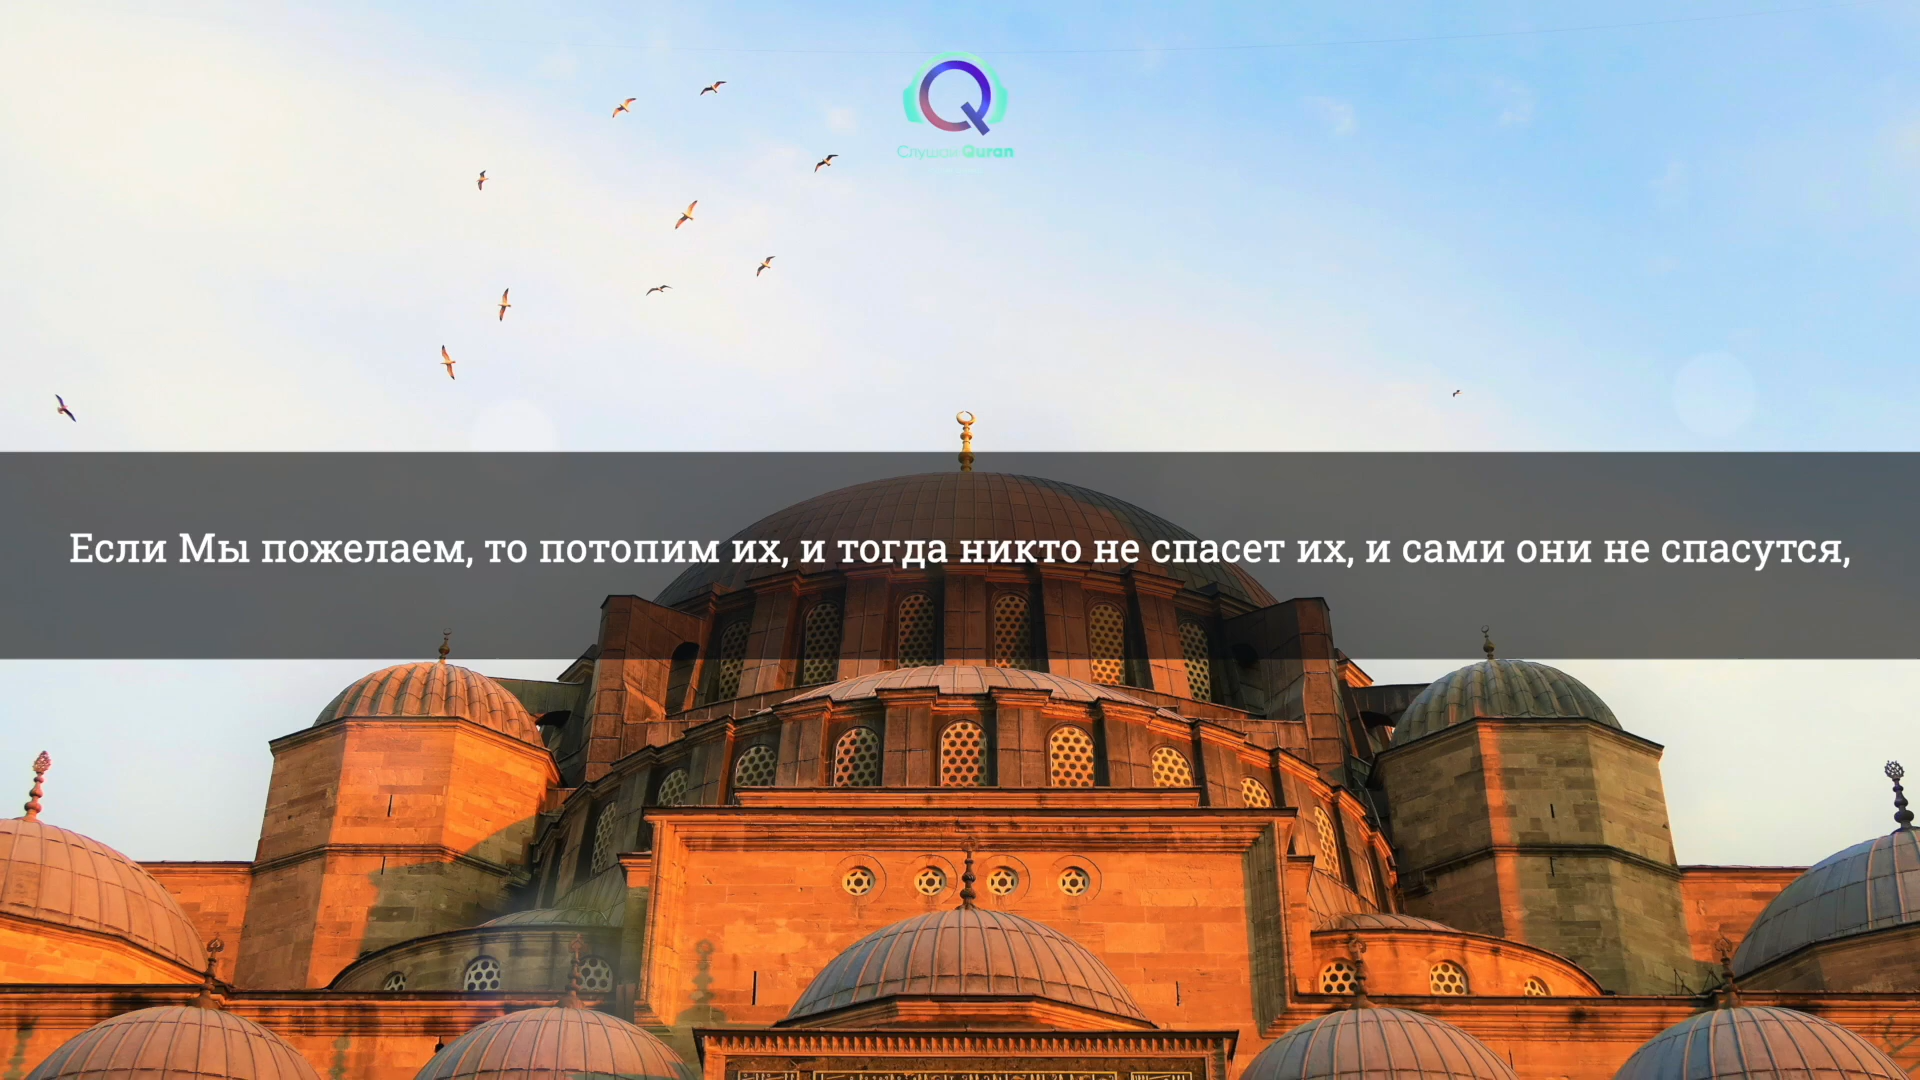 Слушай Quran
Если Мы пожелаем, то потопим их, и тогда никто не спасет их, и сами они не спасутся,